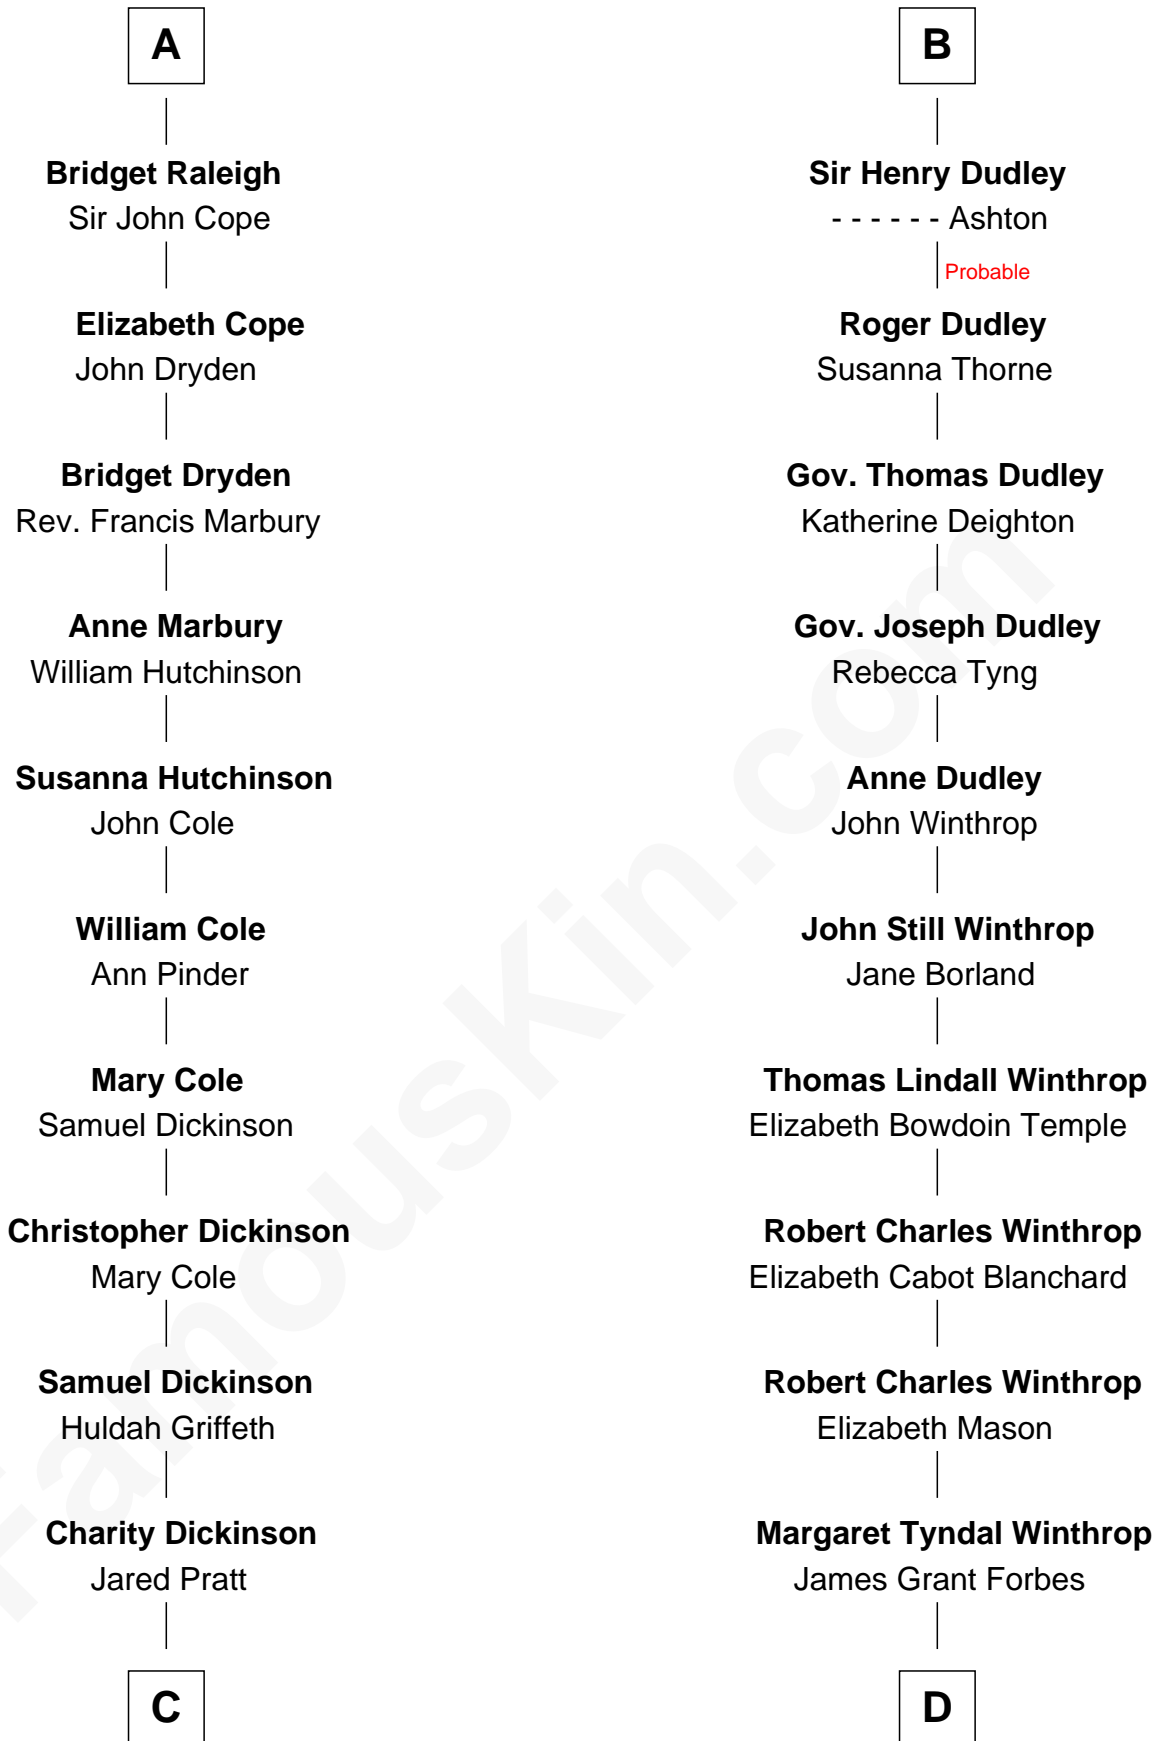 A
Bridget Raleigh
Sir John Cope
Elizabeth Cope
John Dryden
Bridget Dryden
Rev. Francis Marbury
Anne Marbury
William Hutchinson
Susanna Hutchinson
John Cole
William Cole
Ann Pinder
Mary Cole
Samuel Dickinson
Christopher Dickinson
Mary Cole
Samuel Dickinson
Huldah Griffeth
Charity Dickinson
Jared Pratt
C
B
Sir Henry Dudley
- - - - - - Ashton
Probable
Roger Dudley
Susanna Thorne
Gov. Thomas Dudley
Katherine Deighton
Gov. Joseph Dudley
Rebecca Tyng
Anne Dudley
John Winthrop
John Still Winthrop
Jane Borland
Thomas Lindall Winthrop
Elizabeth Bowdoin Temple
Robert Charles Winthrop
Elizabeth Cabot Blanchard
Robert Charles Winthrop
Elizabeth Mason
Margaret Tyndal Winthrop
James Grant Forbes
D
FamousKin.com